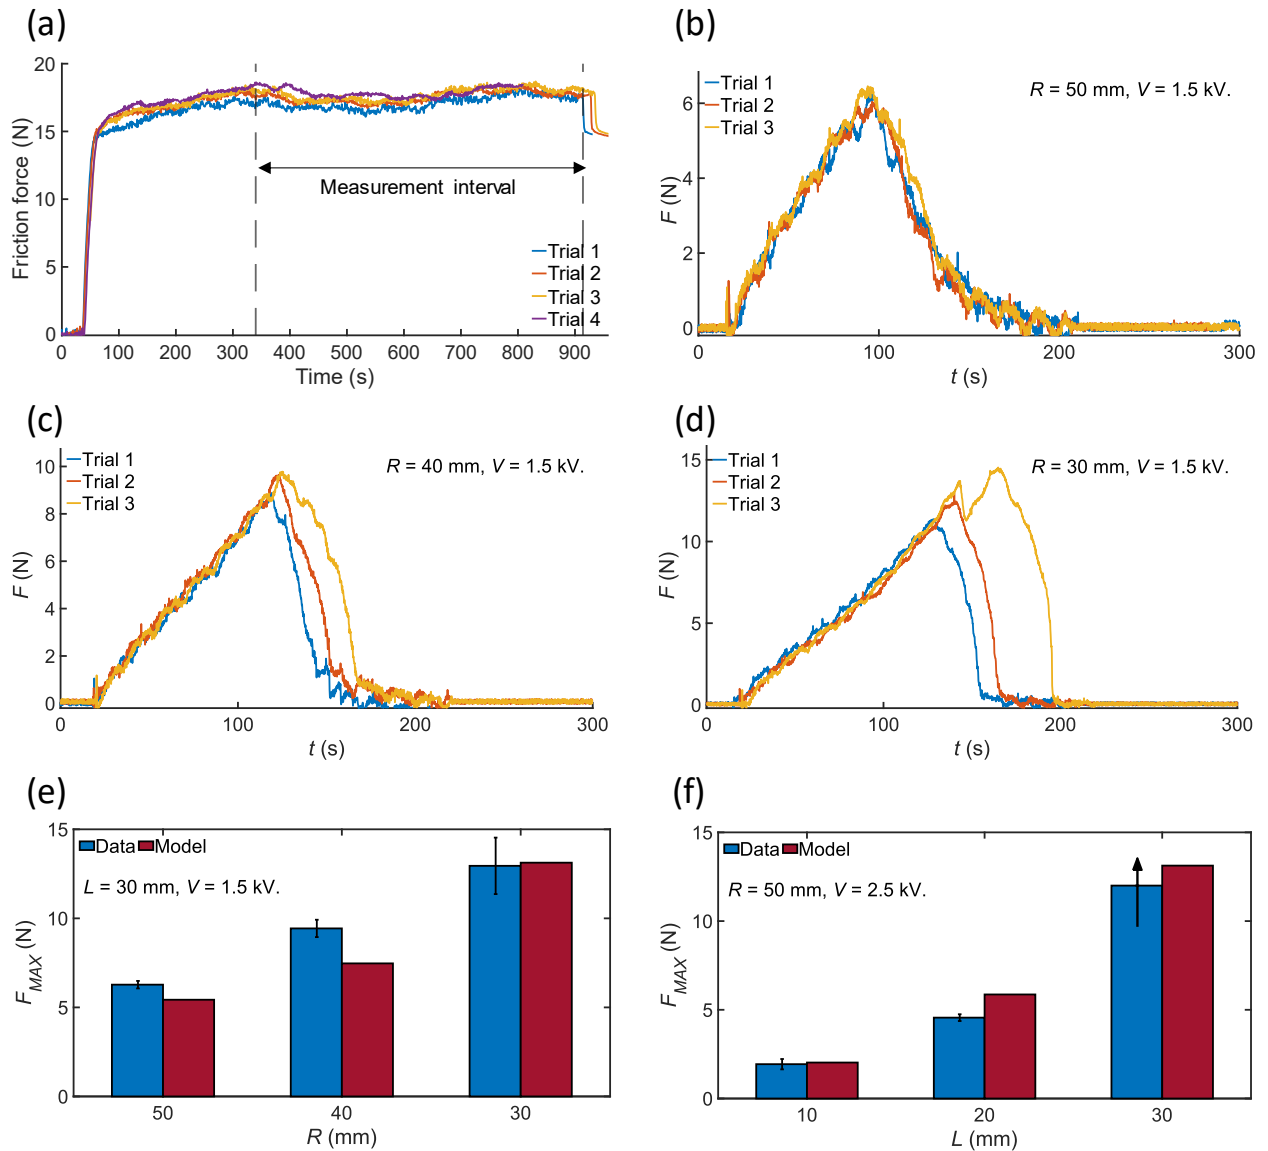 (a)
20
15
10
5
0
Friction force (N)
Measurement interval
Trial 1
Trial 2
Trial 3
Trial 4
0 100 200 300 400 500 600 700 800 900
Time (s)
(b)
Trial 1
Trial 2
Trial 3
R = 50 mm, V = 1.5 kV.
6
4
2
0
F (N)
0 100 200 300
t (s)
(c)
Trial 1
Trial 2
Trial 3
R = 40 mm, V = 1.5 kV.
10
8
6
4
2
0
F (N)
0 100 200 300
t (s)
(d)
Trial 1
Trial 2
Trial 3
R = 30 mm, V = 1.5 kV.
15
10
5
0
F (N)
0 100 200 300
t (s)
(e)
Data Model
L = 30 mm, V = 1.5 kV.
15
10
5
0
F_MAX (N)
50 40 30
R (mm)
(f)
Data Model
R = 50 mm, V = 2.5 kV.
15
10
5
0
F_MAX (N)
10 20 30
L (mm)